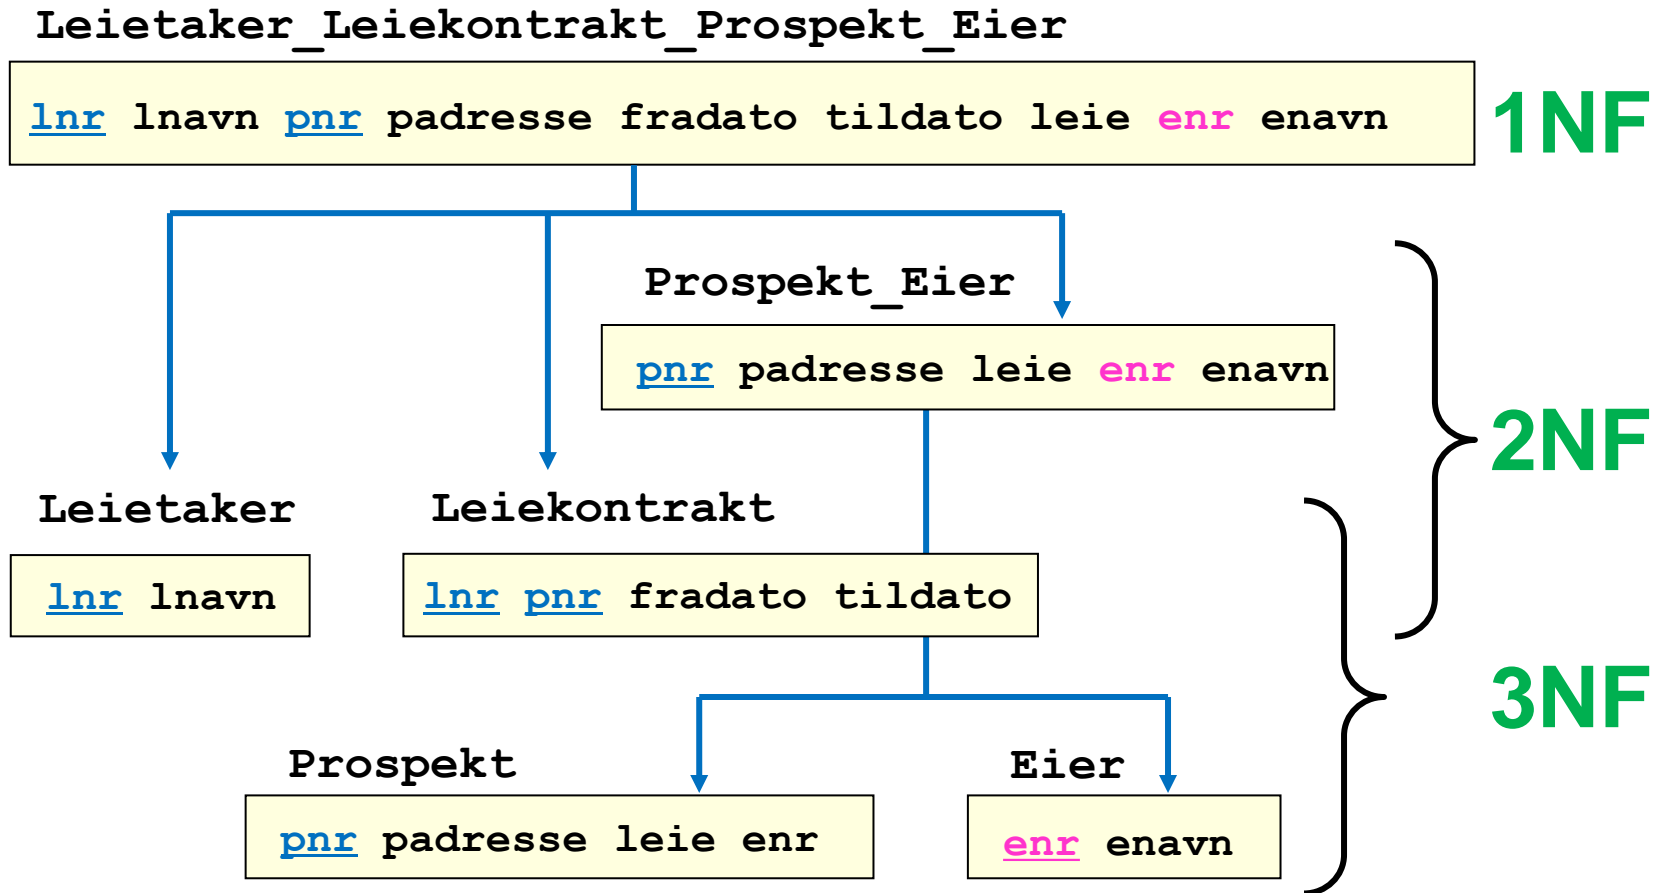 Leietaker_Leiekontrakt_Prospekt_Eier
lnr lnavn pnr padresse fradato tildato leie enr enavn
1NF
Prospekt_Eier
pnr padresse leie enr enavn
2NF
Leietaker
Leiekontrakt
lnr lnavn
lnr pnr fradato tildato
3NF
Prospekt
Eier
pnr padresse leie enr
enr enavn